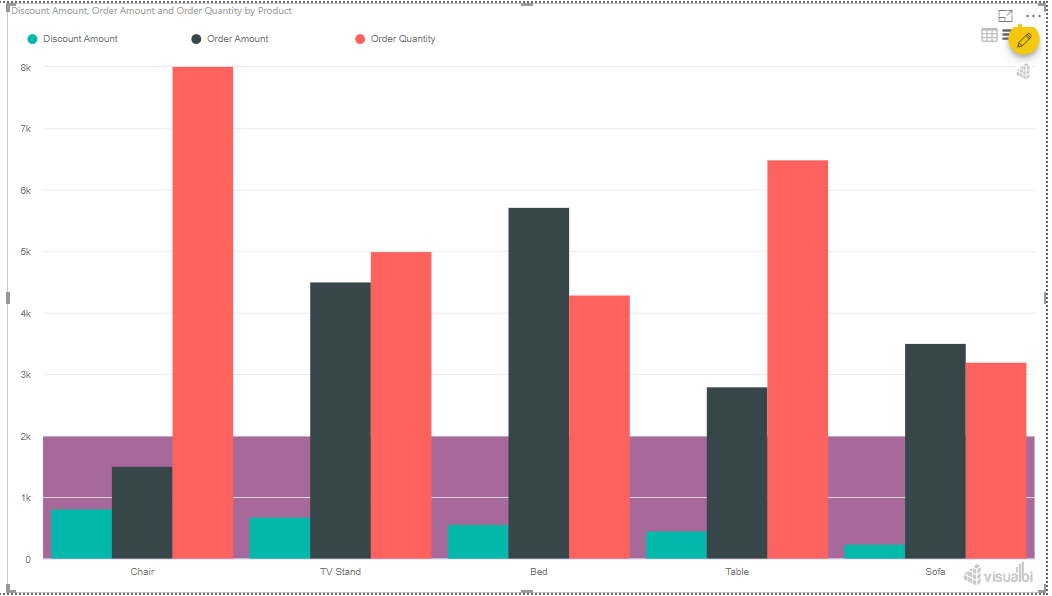 Discount Amount, Order Amount and Order Quantity by Product
Discount Amount Order Amount Order Quantity
8k
7k
6k
5k
4k
3k
2k
1k
0
Chair TV Stand Bed Table Sofa
visualbi